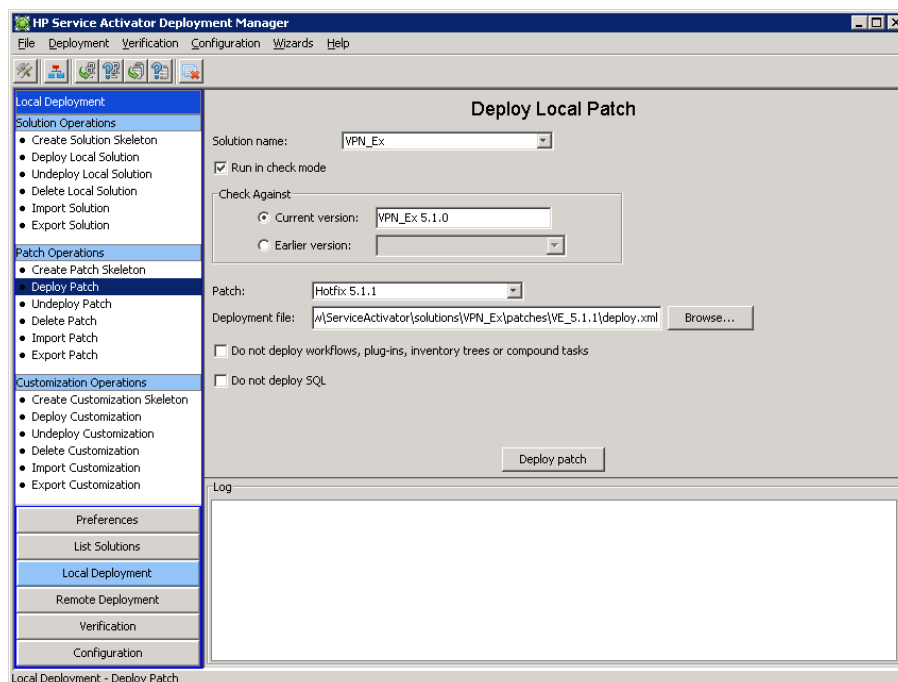 HP Service Activator Deployment Manager
File Deployment Verification Configuration Wizards Help
Local Deployment
Solution Operations
• Create Solution Skeleton
• Deploy Local Solution
• Undeploy Local Solution
• Delete Local Solution
• Import Solution
• Export Solution
Patch Operations
• Create Patch Skeleton
• Deploy Patch
• Undeploy Patch
• Delete Patch
• Import Patch
• Export Patch
Customization Operations
• Create Customization Skeleton
• Deploy Customization
• Undeploy Customization
• Delete Customization
• Import Customization
• Export Customization
Preferences
List Solutions
Local Deployment
Remote Deployment
Verification
Configuration
Deploy Local Patch
Solution name: VPN_Ex
Run in check mode
Check Against
Current version: VPN_Ex 5.1.0
Earlier version:
Patch: Hotfix 5.1.1
Deployment file: v\ServiceActivator\solutions\VPN_Ex\patches\VE_5.1.1\deploy.xml Browse...
Do not deploy workflows, plug-ins, inventory trees or compound tasks
Do not deploy SQL
Deploy patch
Log
Local Deployment - Deploy Patch